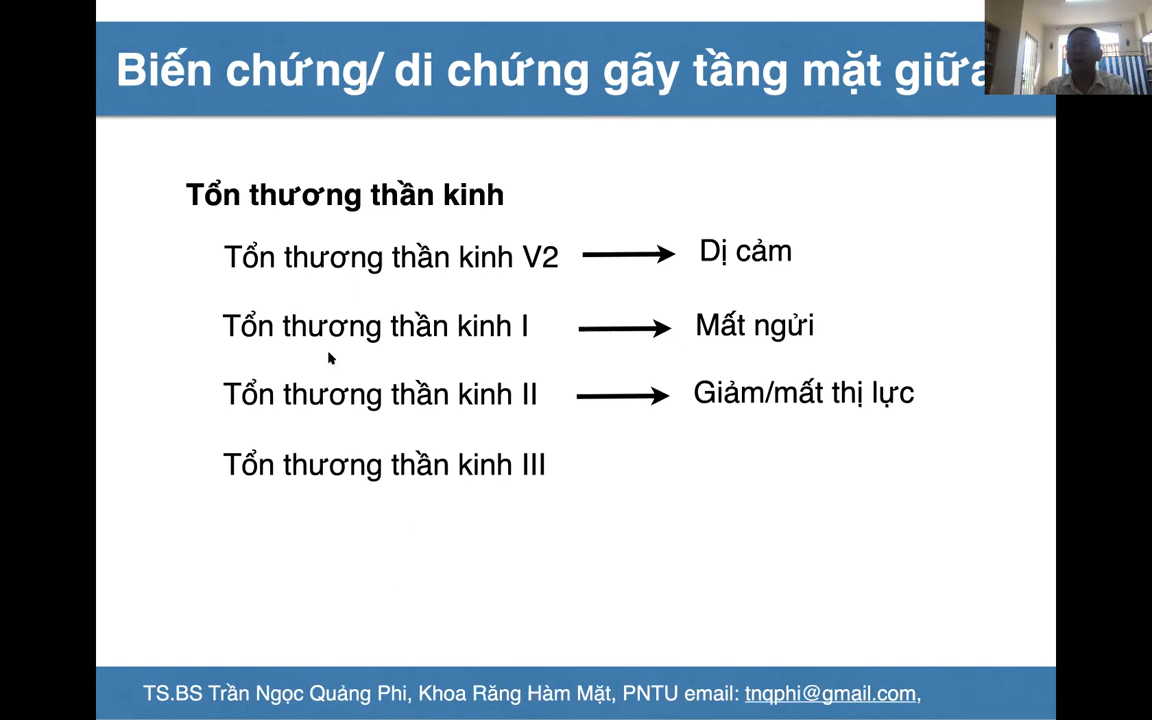 Biến chứng/ di chứng gãy tầng mặt giữa
Tổn thương thần kinh
Tổn thương thần kinh V2 Dị cảm
Tổn thương thần kinh I Mất ngửi
Tổn thương thần kinh II Giảm/mất thị lực
Tổn thương thần kinh III
TS.BS Trần Ngọc Quảng Phi, Khoa Răng Hàm Mặt, PNTU email: tnqphi@gmail.com,